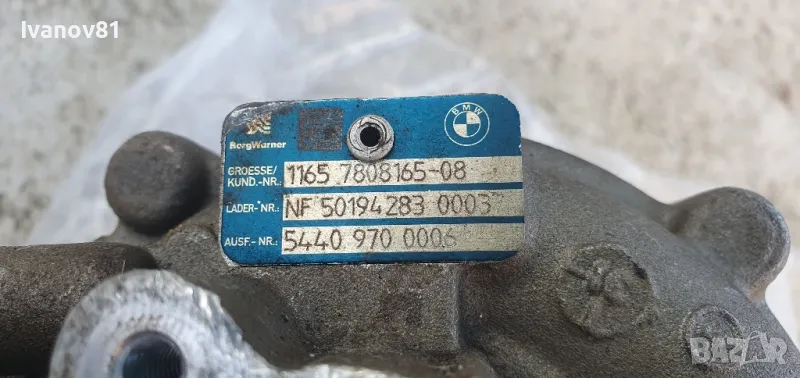 Ivanov81
BorgWarner
BMW
GROESSE/
KUND.-NR.: 1165 7808165-08
LADER-NR.: NF 50194283 0003
AUSF.-NR.: 5440 970 0006
BAZAR